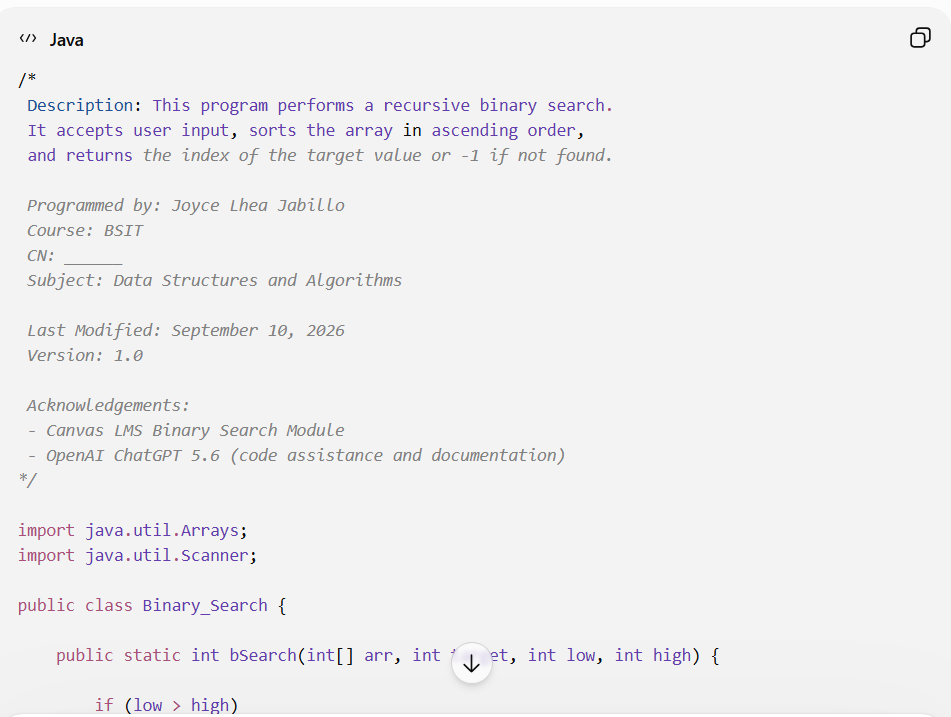 Java
/*
Description: This program performs a recursive binary search.
It accepts user input, sorts the array in ascending order,
and returns the index of the target value or -1 if not found.
Programmed by: Joyce Lhea Jabillo
Course: BSIT
CN: ______
Subject: Data Structures and Algorithms
Last Modified: September 10, 2026
Version: 1.0
Acknowledgements:
- Canvas LMS Binary Search Module
- OpenAI ChatGPT 5.6 (code assistance and documentation)
*/
import java.util.Arrays;
import java.util.Scanner;
public class Binary_Search {
public static int bSearch(int[] arr, int et, int low, int high) {
if (low > high)